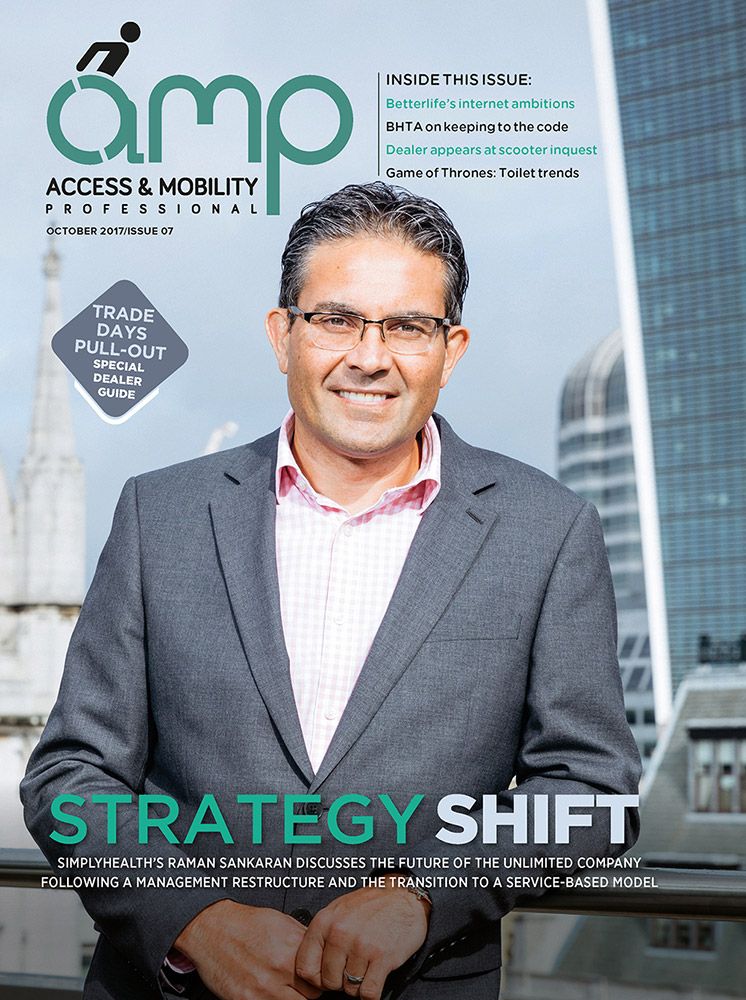 amp
ACCESS & MOBILITY
PROFESSIONAL
OCTOBER 2017/ISSUE 07
INSIDE THIS ISSUE:
Betterlife's internet ambitions
BHTA on keeping to the code
Dealer appears at scooter inquest
Game of Thrones: Toilet trends
TRADE
DAYS
PULL-OUT
SPECIAL
DEALER
GUIDE
STRATEGY SHIFT
SIMPLYHEALTH'S RAMAN SANKARAN DISCUSSES THE FUTURE OF THE UNLIMITED COMPANY
FOLLOWING A MANAGEMENT RESTRUCTURE AND THE TRANSITION TO A SERVICE-BASED MODEL